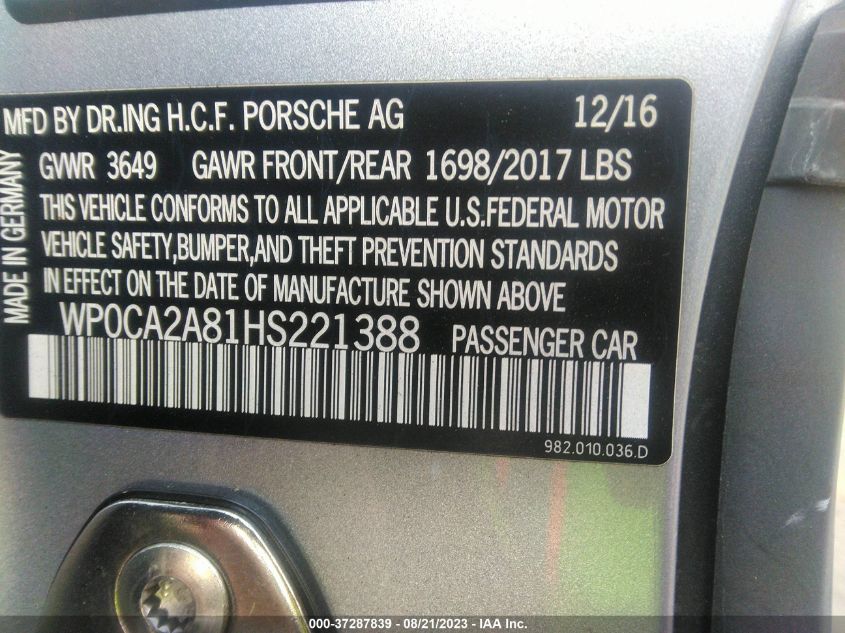 MFD BY DR.ING H.C.F. PORSCHE AG 12/16
GVWR 3649 GAWR FRONT/REAR 1698/2017 LBS
THIS VEHICLE CONFORMS TO ALL APPLICABLE U.S.FEDERAL MOTOR
VEHICLE SAFETY,BUMPER,AND THEFT PREVENTION STANDARDS
IN EFFECT ON THE DATE OF MANUFACTURE SHOWN ABOVE
MADE IN GERMANY
WP0CA2A81HS221388 PASSENGER CAR
982.010.036.D
000-37287839 - 08/21/2023 - IAA Inc.